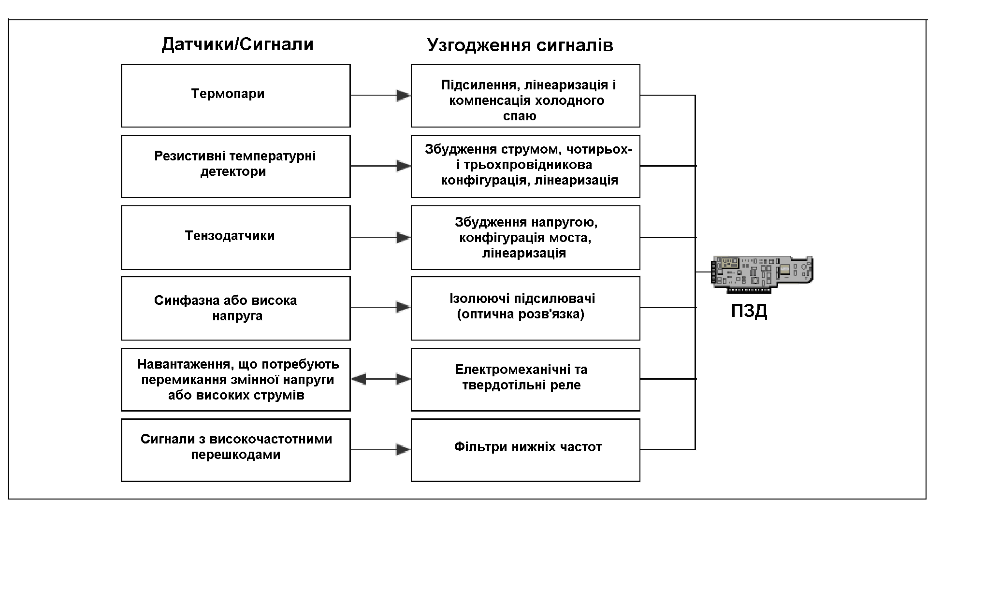 Датчики/Сигнали
Узгодження сигналів
Термопари
Підсилення, лінеаризація і
компенсація холодного
спаю
Резистивні температурні
детектори
Збудження струмом, чотирьох-
і трьохпровідникова
конфігурація, лінеаризація
Тензодатчики
Збудження напругою,
конфігурація моста,
лінеаризація
Синфазна або висока
напруга
Ізолюючі підсилювачі
(оптична розв'язка)
Навантаження, що потребують
перемикання змінної напруги
або високих струмів
Електромеханічні та
твердотільні реле
Сигнали з високочастотними
перешкодами
Фільтри нижніх частот
ПЗД